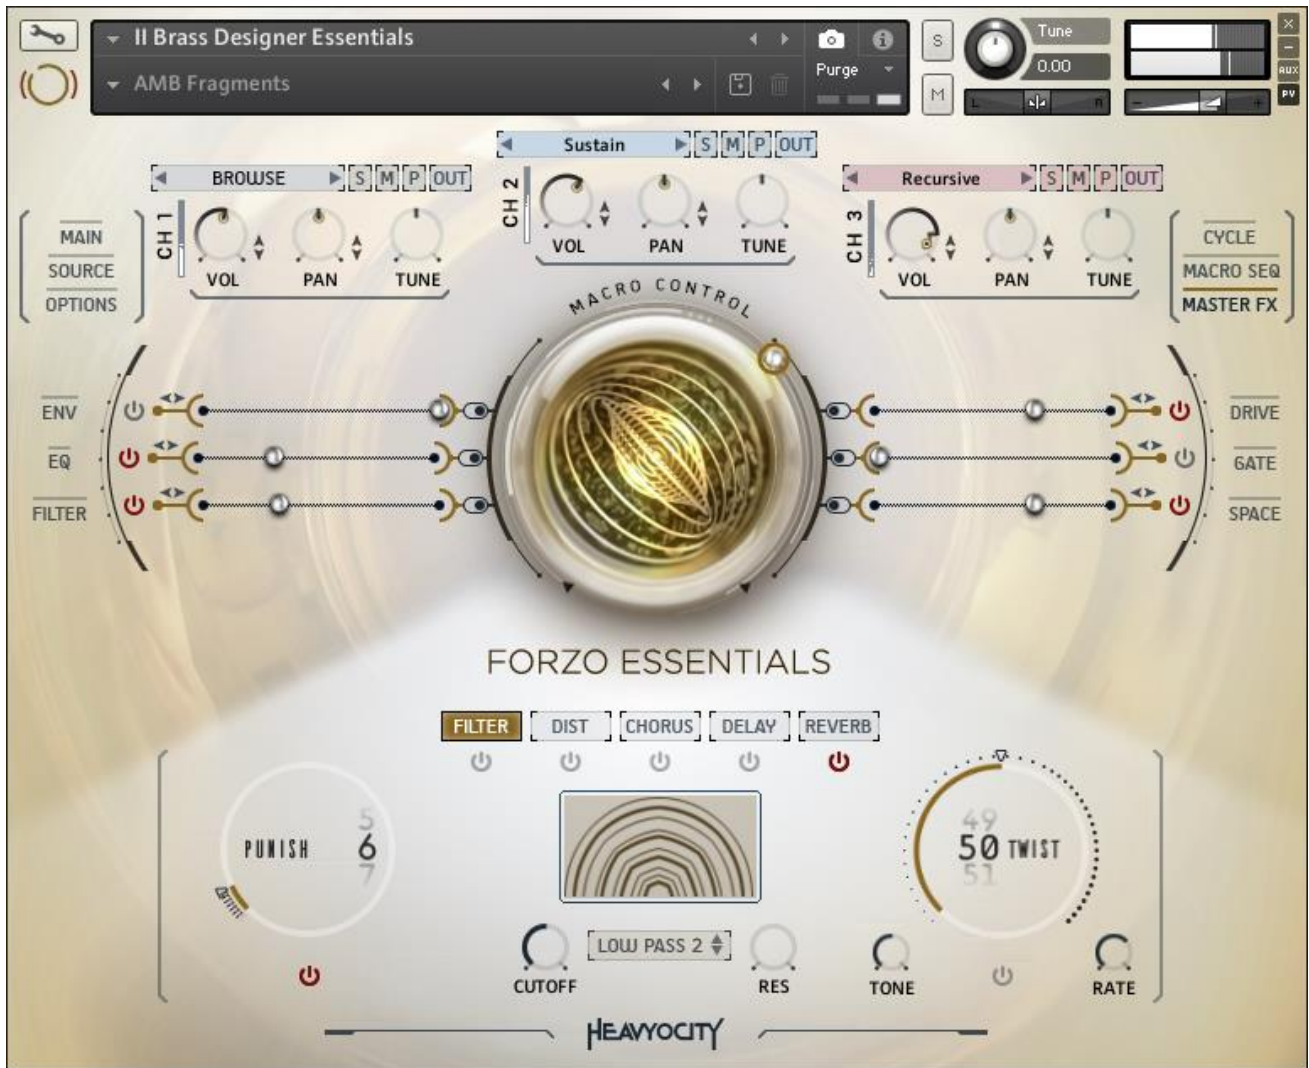 II Brass Designer Essentials
AMB Fragments
Purge
S
M
Tune
0.00
L R
- +
×
-
AUX
PV
Sustain S M P OUT
BROWSE S M P OUT
Recursive S M P OUT
CH 1
VOL PAN TUNE
CH 2
VOL PAN TUNE
CH 3
VOL PAN TUNE
MAIN
SOURCE
OPTIONS
CYCLE
MACRO SEQ
MASTER FX
MACRO CONTROL
ENV
EQ
FILTER
DRIVE
GATE
SPACE
FORZO ESSENTIALS
FILTER DIST CHORUS DELAY REVERB
5
PUNISH 6
7
49
50 TWIST
51
LOW PASS 2
CUTOFF RES TONE RATE
HEAVYOCITY